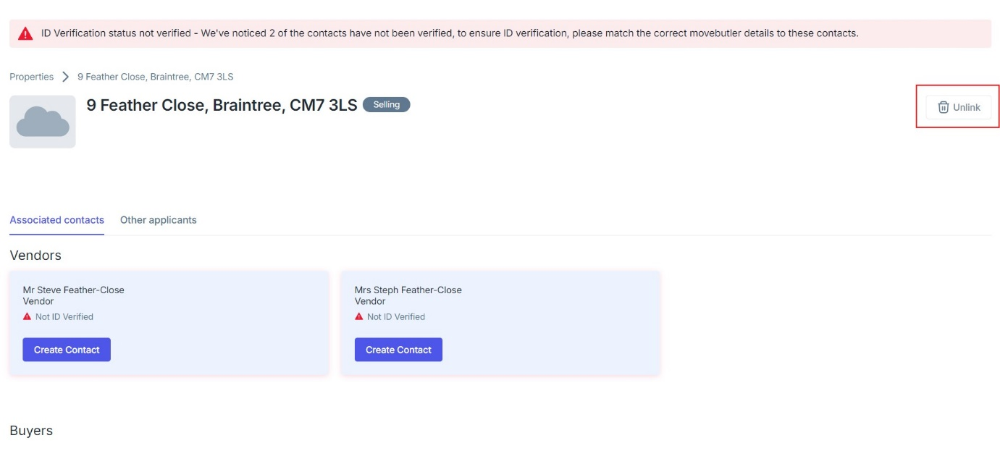 ID Verification status not verified - We've noticed 2 of the contacts have not been verified, to ensure ID verification, please match the correct movebutler details to these contacts.
Properties > 9 Feather Close, Braintree, CM7 3LS
9 Feather Close, Braintree, CM7 3LS Selling
Unlink
Associated contacts Other applicants
Vendors
Mr Steve Feather-Close
Vendor
Not ID Verified
Create Contact
Mrs Steph Feather-Close
Vendor
Not ID Verified
Create Contact
Buyers